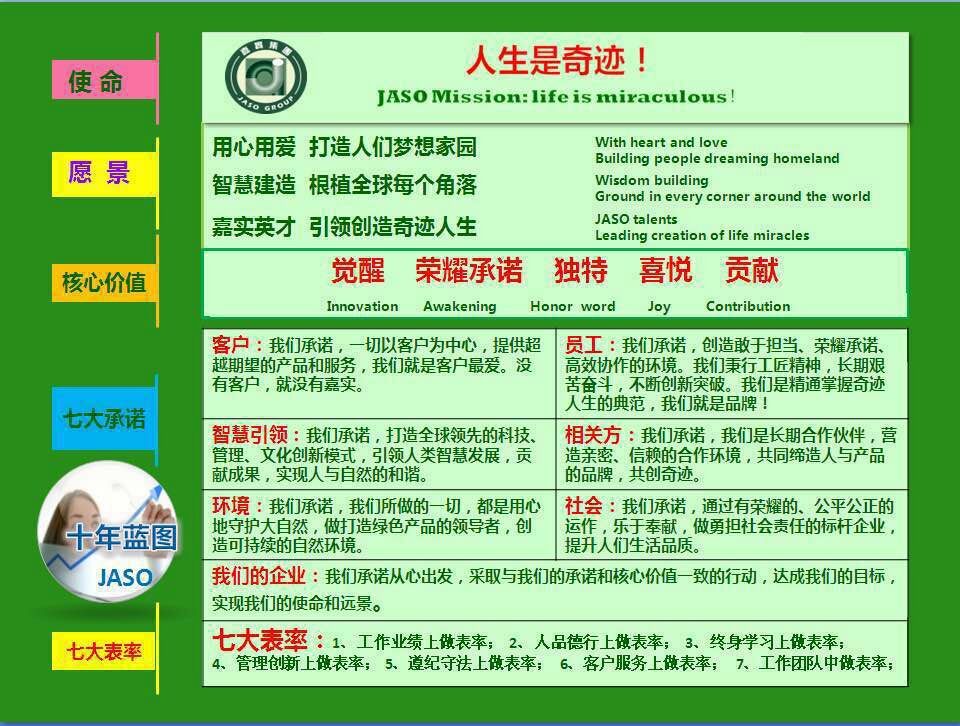 使 命
嘉实集团
JASO GROUP
人生是奇迹！
JASO Mission: life is miraculous!
愿 景
用心用爱 打造人们梦想家园
With heart and love
Building people dreaming homeland
智慧建造 根植全球每个角落
Wisdom building
Ground in every corner around the world
嘉实英才 引领创造奇迹人生
JASO talents
Leading creation of life miracles
核心价值
觉醒 荣耀承诺 独特 喜悦 贡献
Innovation Awakening Honor word Joy Contribution
七大承诺
客户：我们承诺，一切以客户为中心，提供超
越期望的产品和服务，我们就是客户最爱。没
有客户，就没有嘉实。
员工：我们承诺，创造敢于担当、荣耀承诺、
高效协作的环境。我们秉行工匠精神，长期艰
苦奋斗，不断创新突破。我们是精通掌握奇迹
人生的典范，我们就是品牌！
智慧引领：我们承诺，打造全球领先的科技、
管理、文化创新模式，引领人类智慧发展，贡
献成果，实现人与自然的和谐。
相关方：我们承诺，我们是长期合作伙伴，营
造亲密、信赖的合作环境，共同缔造人与产品
的品牌，共创奇迹。
环境：我们承诺，我们所做的一切，都是用心
地守护大自然，做打造绿色产品的领导者，创
造可持续的自然环境。
社会：我们承诺，通过有荣耀的、公平公正的
运作，乐于奉献，做勇担社会责任的标杆企业，
提升人们生活品质。
十年蓝图
JASO
我们的企业：我们承诺从心出发，采取与我们的承诺和核心价值一致的行动，达成我们的目标，
实现我们的使命和远景。
七大表率
七大表率：1、工作业绩上做表率； 2、人品德行上做表率； 3、终身学习上做表率；
4、管理创新上做表率； 5、遵纪守法上做表率； 6、客户服务上做表率； 7、工作团队中做表率；